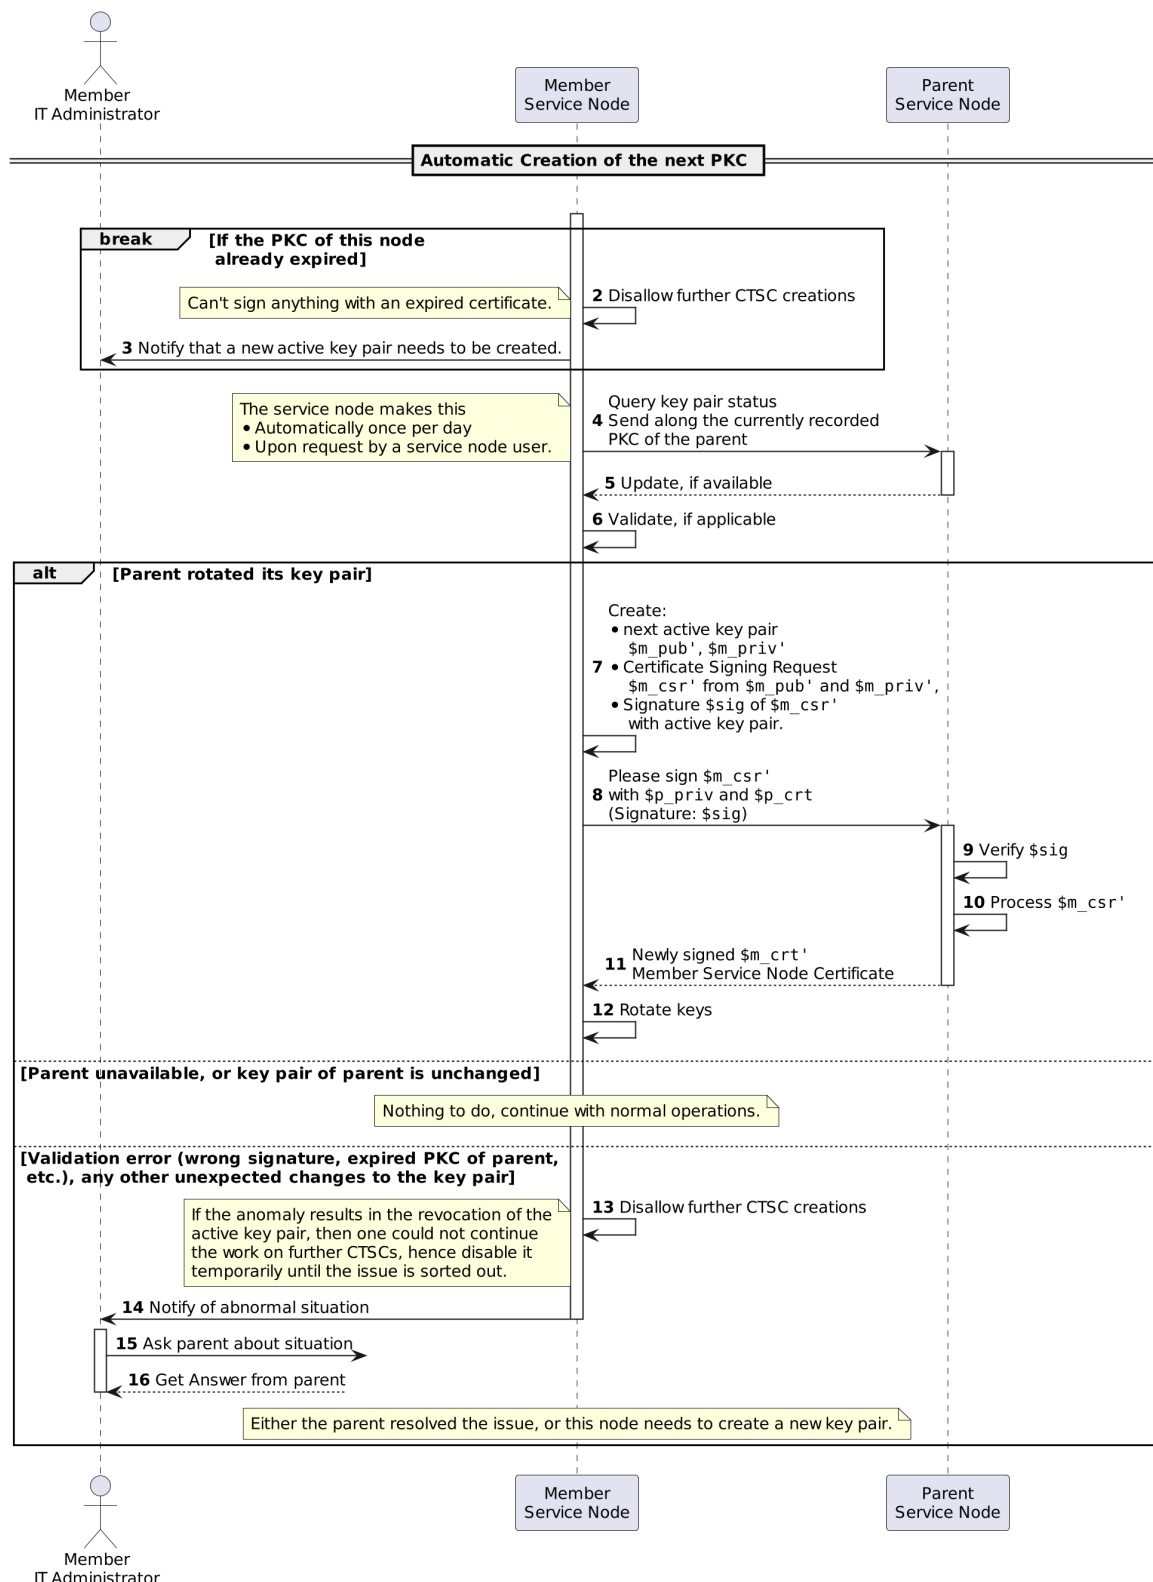 Member
IT Administrator
Member
Service Node
Parent
Service Node
Automatic Creation of the next PKC
break
[If the PKC of this node
already expired]
Can't sign anything with an expired certificate.
2 Disallow further CTSC creations
3 Notify that a new active key pair needs to be created.
The service node makes this
• Automatically once per day
• Upon request by a service node user.
Query key pair status
4 Send along the currently recorded
PKC of the parent
5 Update, if available
6 Validate, if applicable
alt
[Parent rotated its key pair]
Create:
• next active key pair
$m_pub', $m_priv'
7 • Certificate Signing Request
$m_csr' from $m_pub' and $m_priv',
• Signature $sig of $m_csr'
with active key pair.
Please sign $m_csr'
8 with $p_priv and $p_crt
(Signature: $sig)
9 Verify $sig
10 Process $m_csr'
11 Newly signed $m_crt'
Member Service Node Certificate
12 Rotate keys
[Parent unavailable, or key pair of parent is unchanged]
Nothing to do, continue with normal operations.
[Validation error (wrong signature, expired PKC of parent,
etc.), any other unexpected changes to the key pair]
If the anomaly results in the revocation of the
active key pair, then one could not continue
the work on further CTSCs, hence disable it
temporarily until the issue is sorted out.
13 Disallow further CTSC creations
14 Notify of abnormal situation
15 Ask parent about situation
16 Get Answer from parent
Either the parent resolved the issue, or this node needs to create a new key pair.
Member
IT Administrator
Member
Service Node
Parent
Service Node